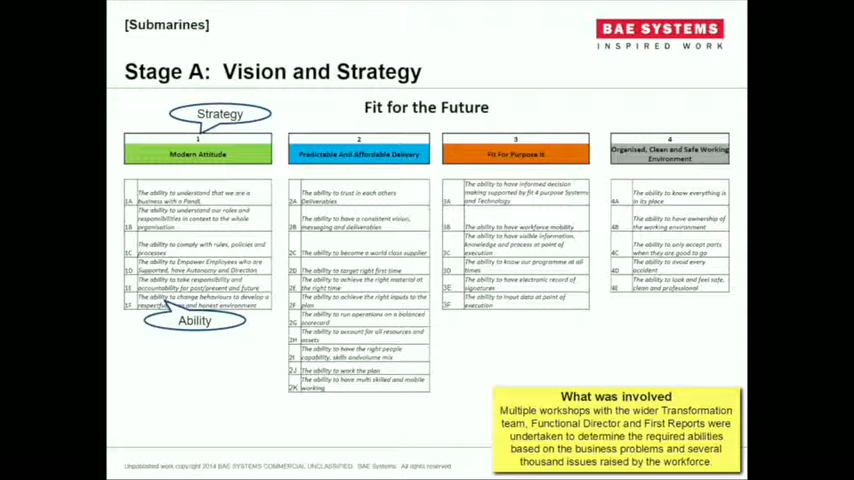 [Submarines]
BAE SYSTEMS
INSPIRED WORK
Stage A: Vision and Strategy
Fit for the Future
Strategy
1
Modern Attitude
1A The ability to understand that we are a
business with a PandL
1B The ability to understand our roles and
responsibilities in context to the whole
organisation
1C The ability to comply with rules, policies and
processes
1D The ability to Empower Employees who are
Supported, have Autonomy and Direction
1E The ability to take responsibility and
accountability for past/present and future
1F The ability to change behaviours to develop a
and honest environment
Ability
2
Predictable And Affordable Delivery
2A The ability to trust in each others
Deliverables
2B The ability to have a consistent vision,
messaging and deliverables
2C The ability to become a world class supplier
2D The ability to target right first time
2E The ability to achieve the right material at
the right time
2F The ability to achieve the right inputs to the
plan
2G The ability to run operations on a balanced
scorecard
2H The ability to account for all resources and
assets
2I The ability to have the right people
capability, skills andvolume mix
2J The ability to work the plan
2K The ability to have multi skilled and mobile
working
3
Fit For Purpose It
3A The ability to have informed decision
making supported by fit 4 purpose Systems
and Technology
3B The ability to have workforce mobility
3C The ability to have visible information,
knowledge and process at point of
execution
3D The ability to know our programme at all
times
3E The ability to have electronic record of
signatures
3F The ability to input data at point of
execution
4
Organised, Clean and Safe Working
Environment
4A The ability to know everything is
in its place
4B The ability to have ownership of
the working environment
4C The ability to only accept parts
when they are good to go
4D The ability to avoid every
accident
4E The ability to look and feel safe,
clean and professional
What was involved
Multiple workshops with the wider Transformation
team, Functional Director and First Reports were
undertaken to determine the required abilities
based on the business problems and several
thousand issues raised by the workforce.
Unpublished work copyright 2014 BAE SYSTEMS COMMERCIAL UNCLASSIFIED. BAE Systems. All rights reserved